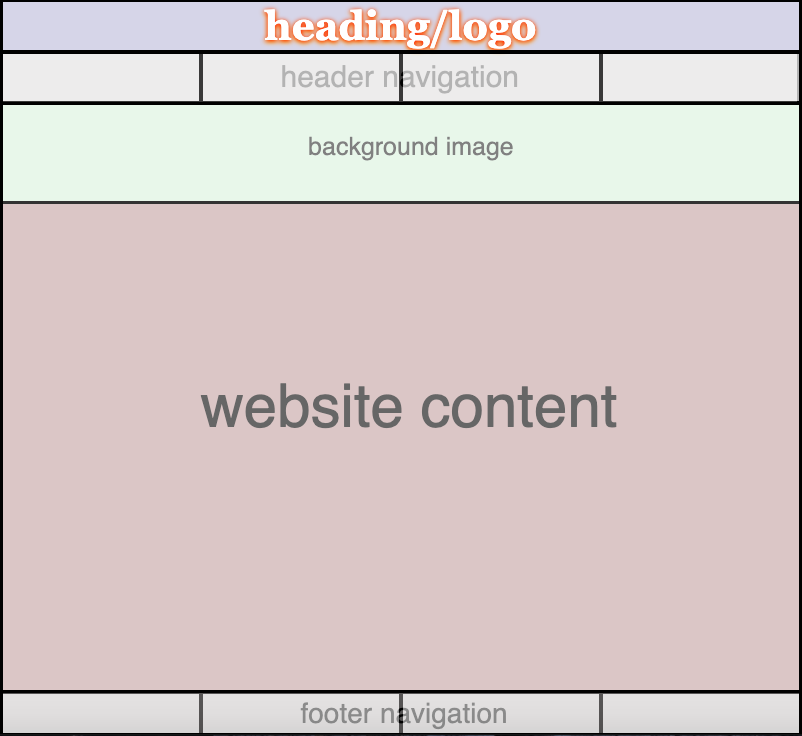 heading/logo
header navigation
background image
website content
footer navigation